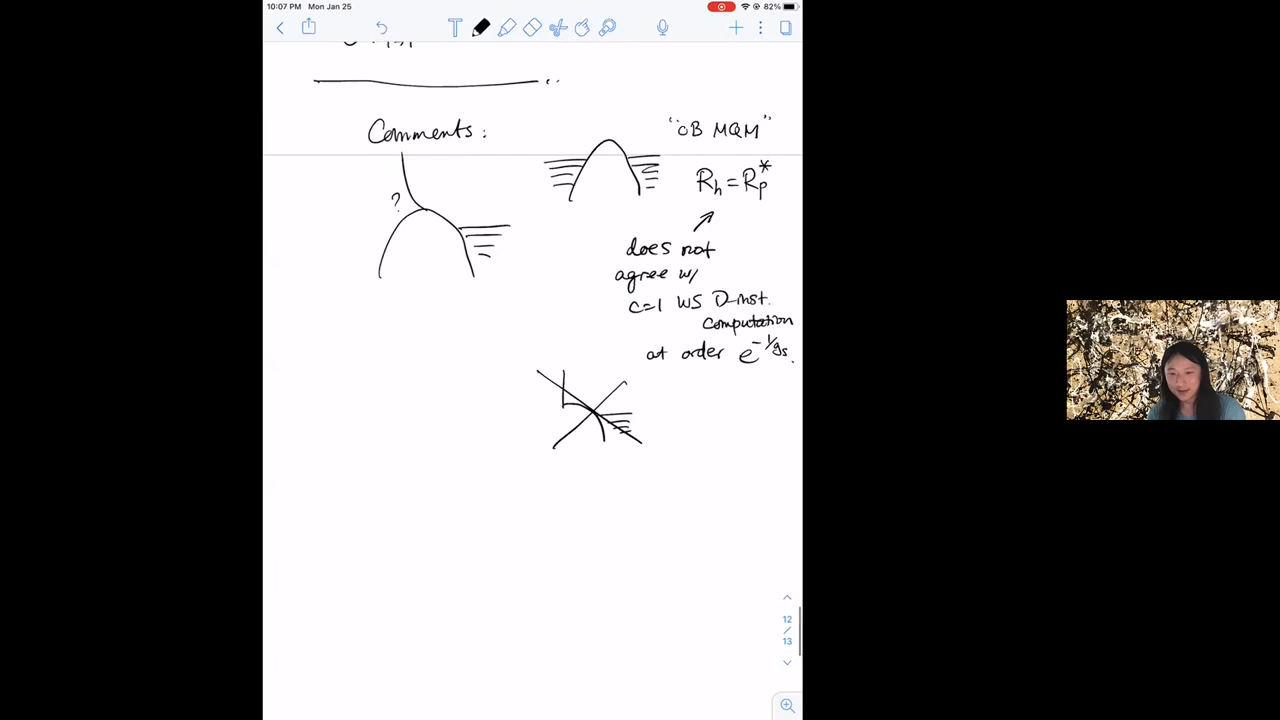 10:07 PM Mon Jan 25
82%
T
Comments:
"OB MQM"
?
R_h = R_p^*
does not
agree w/
c=1 WS D-inst.
computation
at order e^{-1/g_s}.
12
/
13